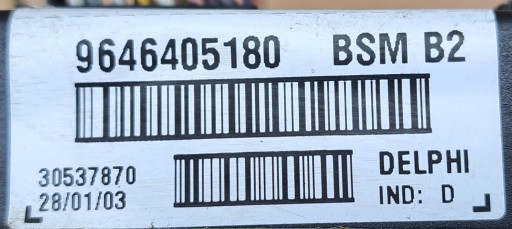 9646405180 BSM B2
30537870 DELPHI
28/01/03 IND: D